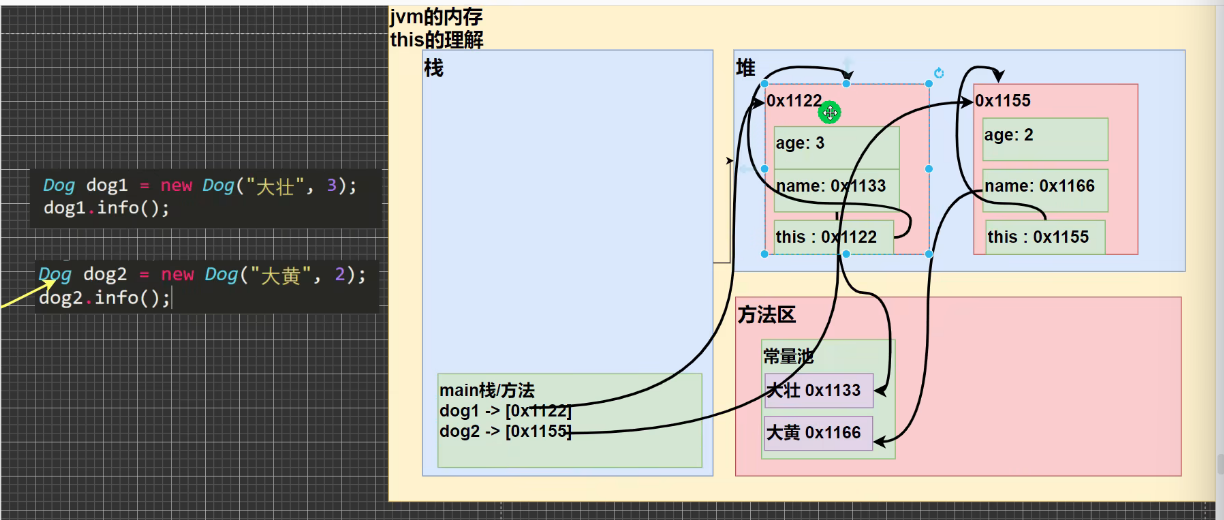 jvm的内存
this的理解
栈
堆
0x1122
age: 3
name: 0x1133
this : 0x1122
0x1155
age: 2
name: 0x1166
this : 0x1155
Dog dog1 = new Dog("大壮", 3);
dog1.info();
Dog dog2 = new Dog("大黄", 2);
dog2.info();
方法区
常量池
大壮 0x1133
大黄 0x1166
main栈/方法
dog1 -> [0x1122]
dog2 -> [0x1155]